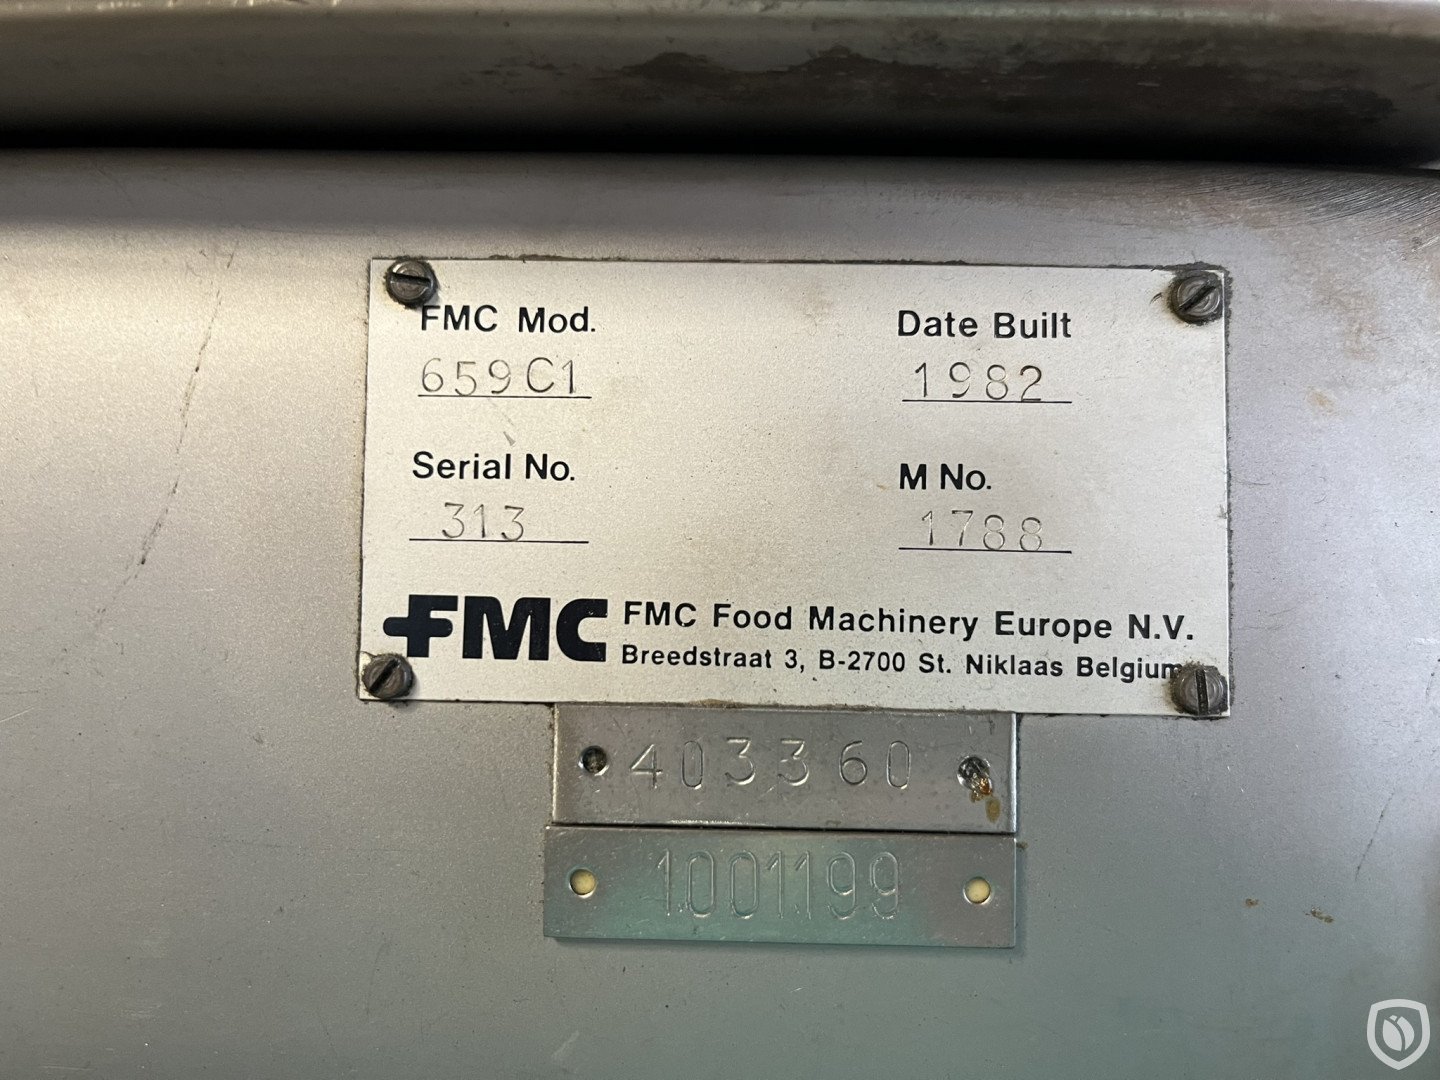 FMC Mod.
Date Built
659C1
1982
Serial No.
M No.
313
1788
FMC
FMC Food Machinery Europe N.V.
Breedstraat 3, B-2700 St. Niklaas Belgium
403360
1001199